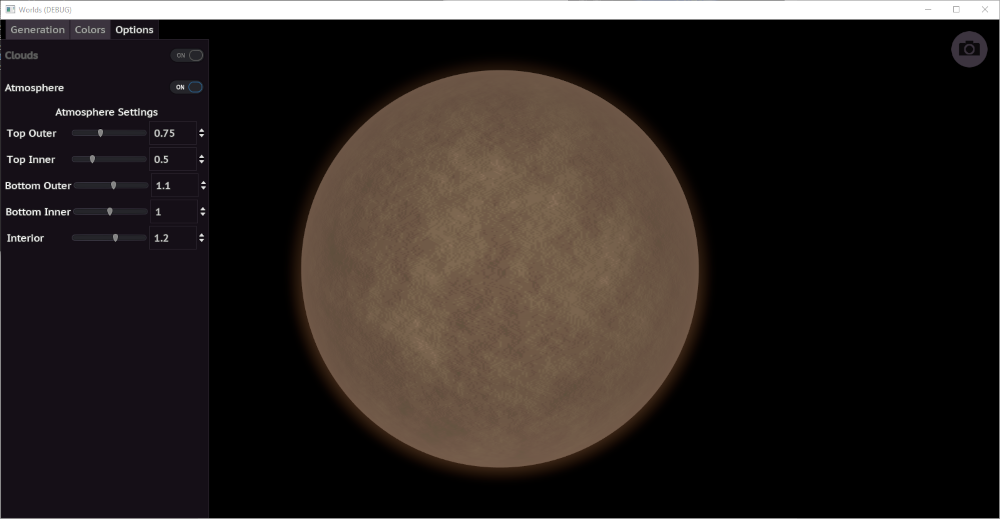 Worlds (DEBUG)
Generation Colors Options
Clouds ON
Atmosphere ON
Atmosphere Settings
Top Outer 0.75
Top Inner 0.5
Bottom Outer 1.1
Bottom Inner 1
Interior 1.2